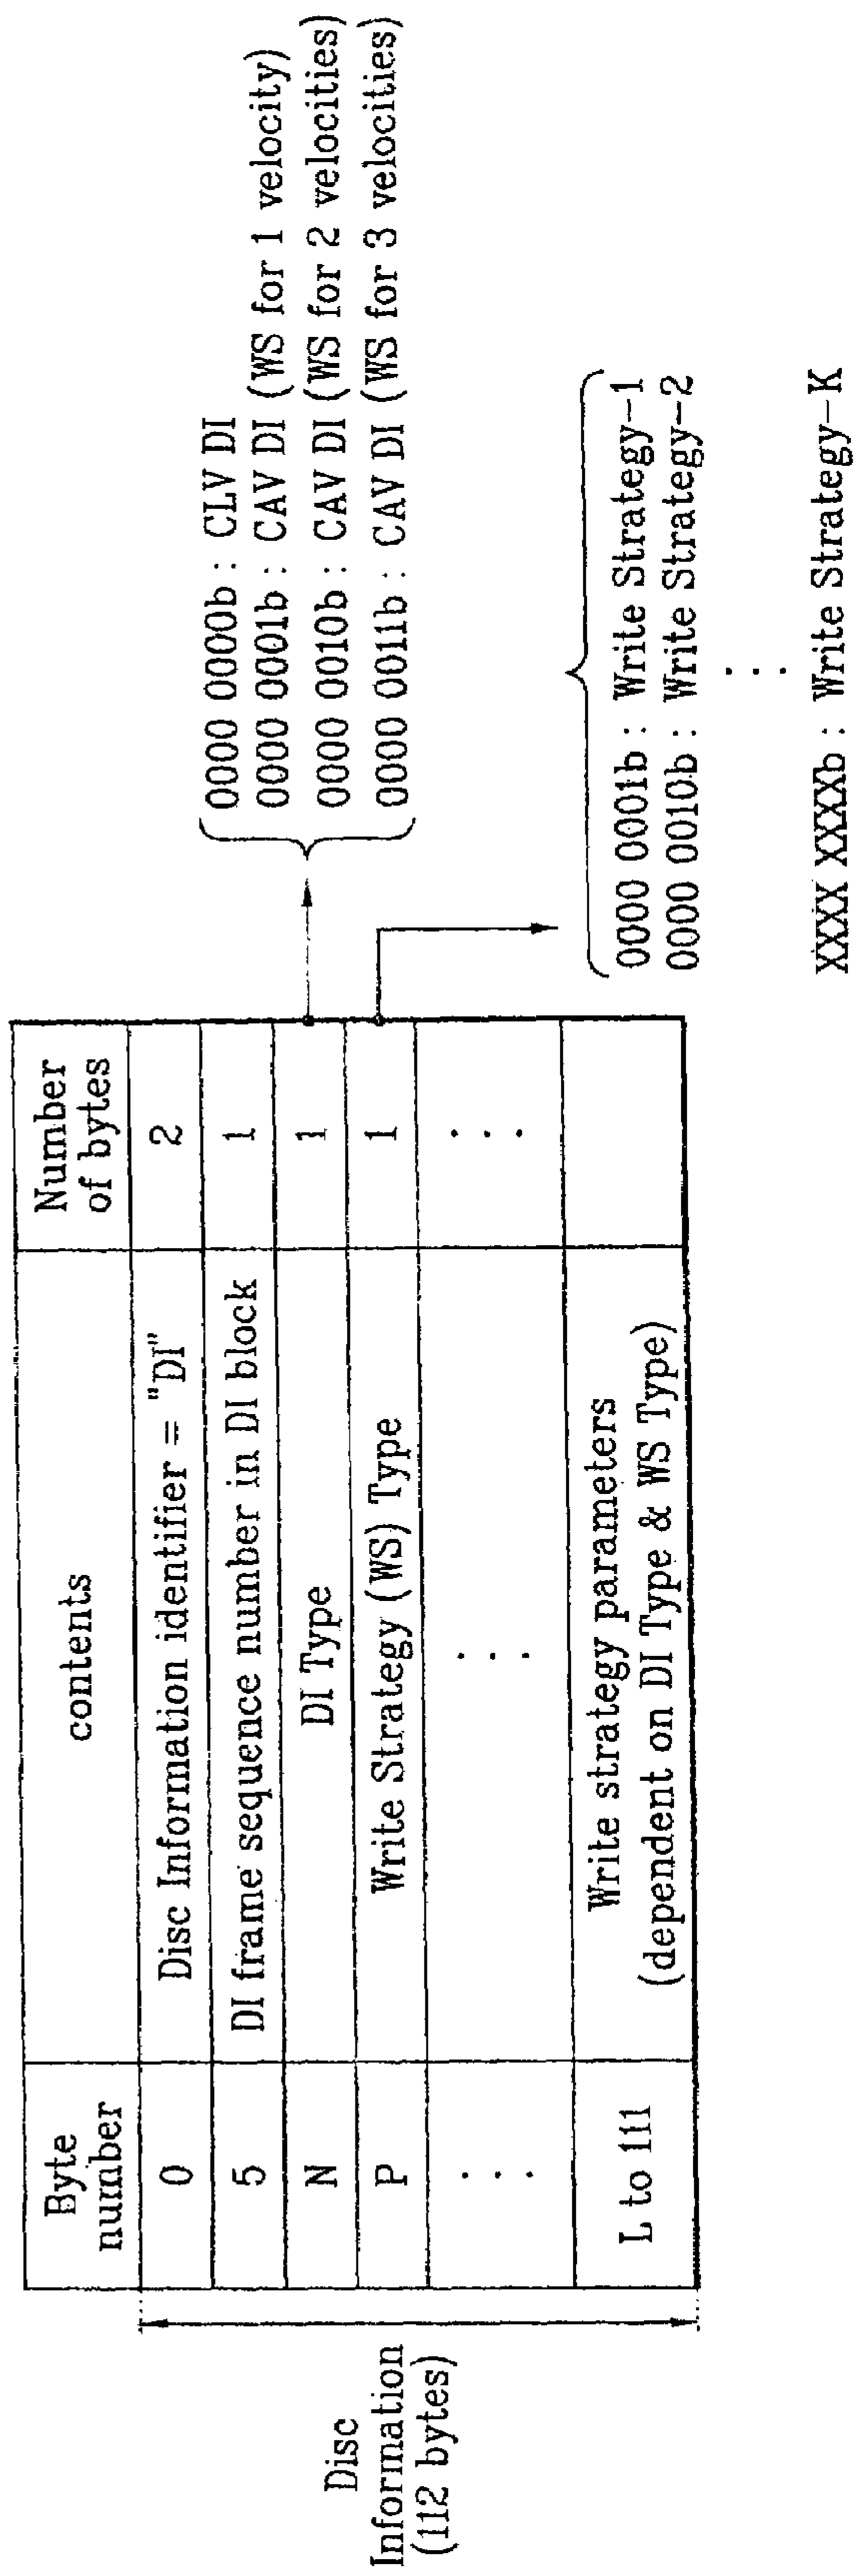 Disc
Information
(112 bytes)
Byte
number
contents
Number
of bytes
0
Disc Information identifier = "DI"
2
5
DI frame sequence number in DI block
1
N
DI Type
1
P
Write Strategy (WS) Type
1
. . .
. . .
. . .
L to 111
Write strategy parameters
(dependent on DI Type & WS Type)
0000 0000b : CLV DI
0000 0001b : CAV DI (WS for 1 velocity)
0000 0010b : CAV DI (WS for 2 velocities)
0000 0011b : CAV DI (WS for 3 velocities)
0000 0001b : Write Strategy-1
0000 0010b : Write Strategy-2
. . .
XXXX XXXXb : Write Strategy-K